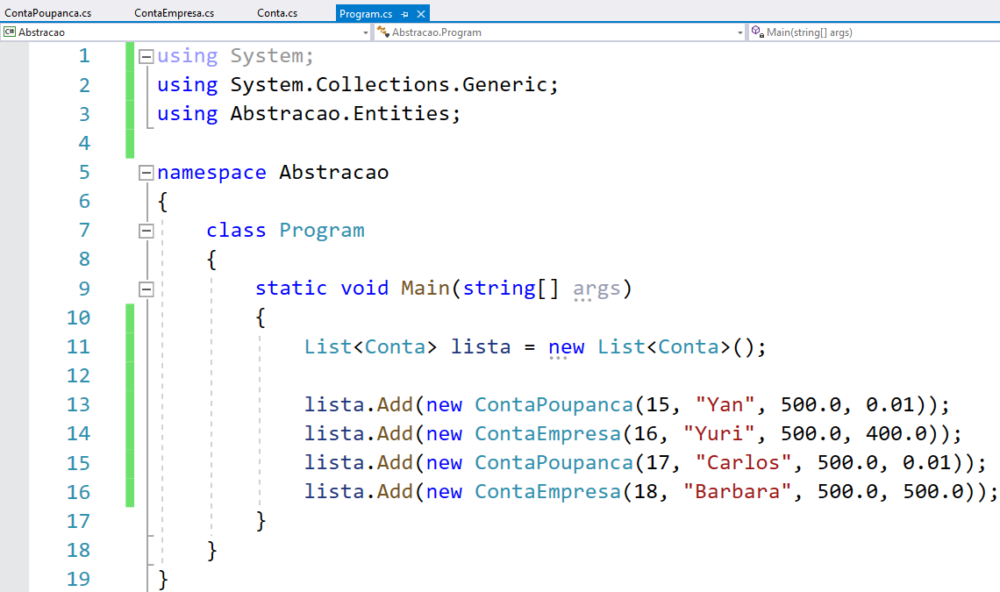 ContaPoupanca.cs ContaEmpresa.cs Conta.cs Program.cs
C# Abstracao Abstracao.Program Main(string[] args)
1 using System;
2 using System.Collections.Generic;
3 using Abstracao.Entities;
4
5 namespace Abstracao
6 {
7 class Program
8 {
9 static void Main(string[] args)
10 {
11 List<Conta> lista = new List<Conta>();
12
13 lista.Add(new ContaPoupanca(15, "Yan", 500.0, 0.01));
14 lista.Add(new ContaEmpresa(16, "Yuri", 500.0, 400.0));
15 lista.Add(new ContaPoupanca(17, "Carlos", 500.0, 0.01));
16 lista.Add(new ContaEmpresa(18, "Barbara", 500.0, 500.0));
17 }
18 }
19 }